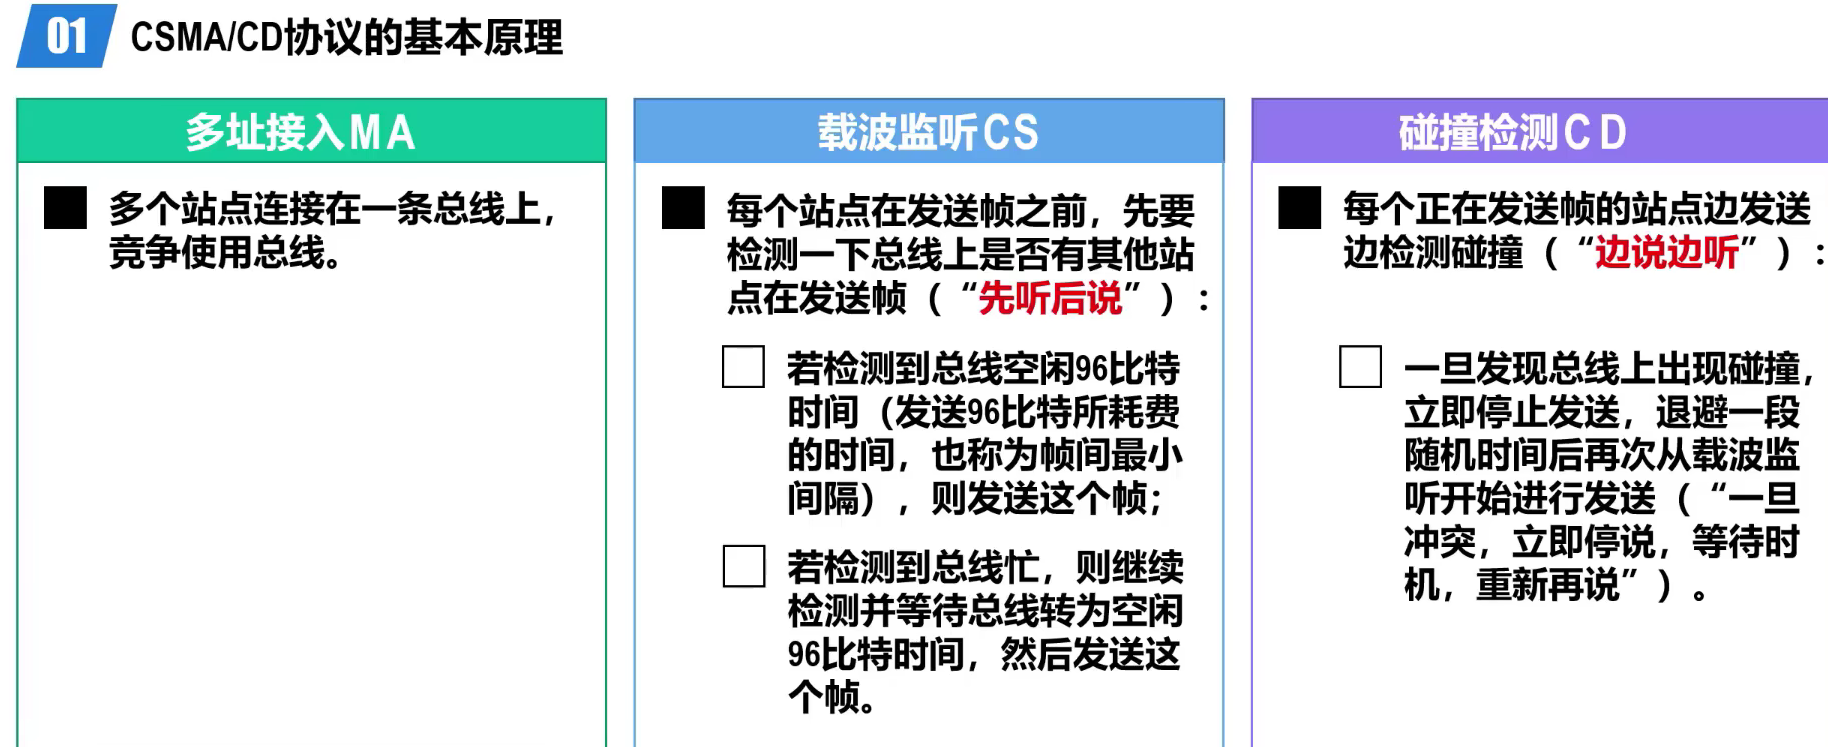 01 CSMA/CD协议的基本原理
多址接入MA
多个站点连接在一条总线上，
竞争使用总线。
载波监听CS
每个站点在发送帧之前，先要
检测一下总线上是否有其他站
点在发送帧（“先听后说”）：
若检测到总线空闲96比特
时间（发送96比特所耗费
的时间，也称为帧间最小
间隔），则发送这个帧；
若检测到总线忙，则继续
检测并等待总线转为空闲
96比特时间，然后发送这
个帧。
碰撞检测CD
每个正在发送帧的站点边发送
边检测碰撞（“边说边听”）：
一旦发现总线上出现碰撞，
立即停止发送，退避一段
随机时间后再次从载波监
听开始进行发送（“一旦
冲突，立即停说，等待时
机，重新再说”）。